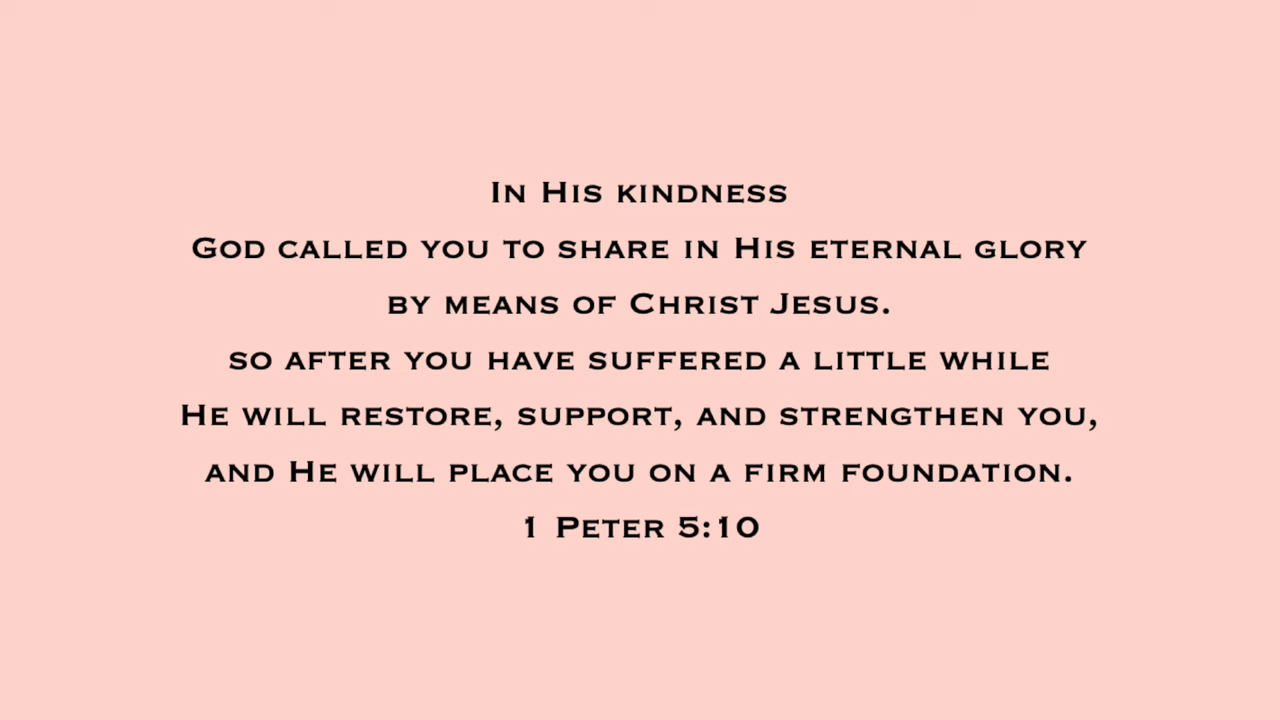 In His kindness
God called you to share in His eternal glory
by means of Christ Jesus.
so after you have suffered a little while
He will restore, support, and strengthen you,
and He will place you on a firm foundation.
1 Peter 5:10